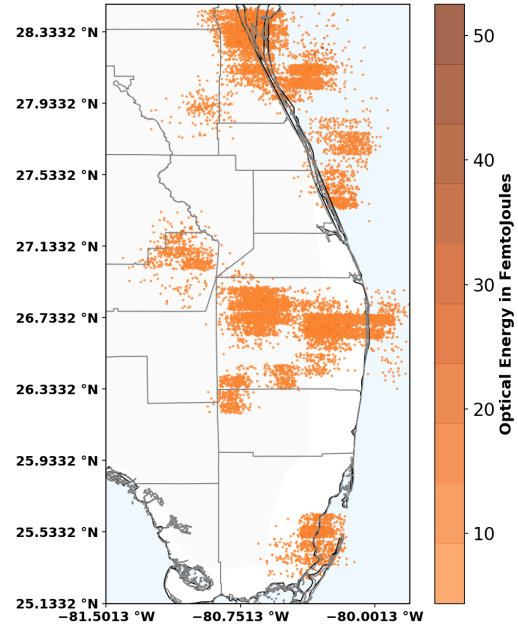 28.3332 °N
27.9332 °N
27.5332 °N
27.1332 °N
26.7332 °N
26.3332 °N
25.9332 °N
25.5332 °N
25.1332 °N
−81.5013 °W
−80.7513 °W
−80.0013 °W
50
40
30
20
10
Optical Energy in FemtoJoules